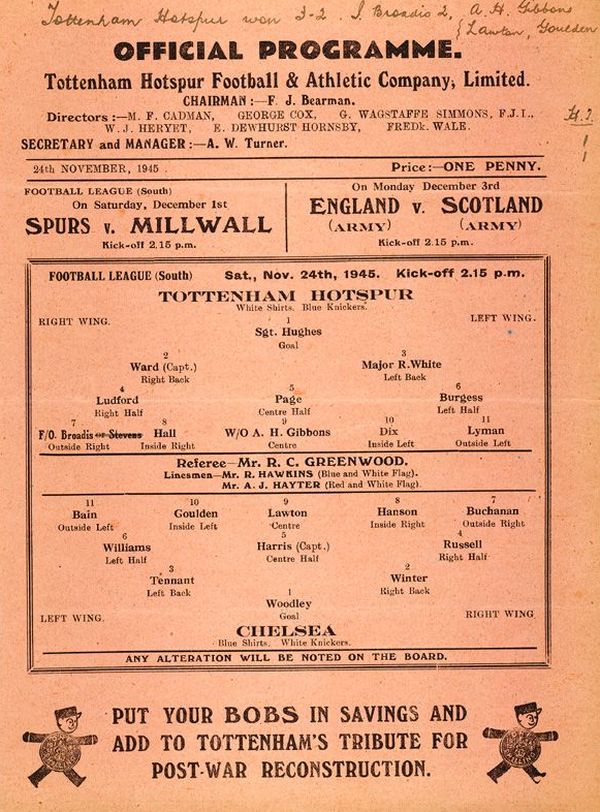 Tottenham Hotspur won 3-2. I. Broadis 2, A. H. Gibbons
{ Lawton, Goulden
OFFICIAL PROGRAMME.
Tottenham Hotspur Football & Athletic Company, Limited.
CHAIRMAN :—F. J. Bearman.
Directors :—M. F. CADMAN, GEORGE COX, G. WAGSTAFFE SIMMONS, F.J.I.,
W. J. HERYET, E. DEWHURST HORNSBY, FREDk. WALE.
SECRETARY and MANAGER :—A. W. Turner.
24th NOVEMBER, 1945 . Price:—ONE PENNY.
FOOTBALL LEAGUE (South)
On Saturday, December 1st
SPURS v. MILLWALL
Kick-off 2.15 p.m.
On Monday December 3rd
ENGLAND v. SCOTLAND
(ARMY) (ARMY)
Kick-off 2.15 p.m.
FOOTBALL LEAGUE (South) Sat., Nov. 24th, 1945. Kick-off 2.15 p.m.
TOTTENHAM HOTSPUR
White Shirts. Blue Knickers.
RIGHT WING. LEFT WING.
1
Sgt. Hughes
Goal
2 3
Ward (Capt.) Major R. White
Right Back Left Back
4 5 6
Ludford Page Burgess
Right Half Centre Half Left Half
7 8 9 10 11
F/O. Broadis or Stevens Hall W/O A. H. Gibbons Dix Lyman
Outside Right Inside Right Centre Inside Left Outside Left
Referee—Mr. R. C. GREENWOOD.
Linesmen—Mr. R. HAWKINS (Blue and White Flag).
Mr. A. J. HAYTER (Red and White Flag).
11 10 9 8 7
Bain Goulden Lawton Hanson Buchanan
Outside Left Inside Left Centre Inside Right Outside Right
6 5 4
Williams Harris (Capt.) Russell
Left Half Centre Half Right Half
3 2
Tennant Winter
Left Back Right Back
1
Woodley
Goal
LEFT WING. RIGHT WING
CHELSEA
Blue Shirts. White Knickers.
ANY ALTERATION WILL BE NOTED ON THE BOARD.
PUT YOUR BOBS IN SAVINGS AND
ADD TO TOTTENHAM'S TRIBUTE FOR
POST-WAR RECONSTRUCTION.